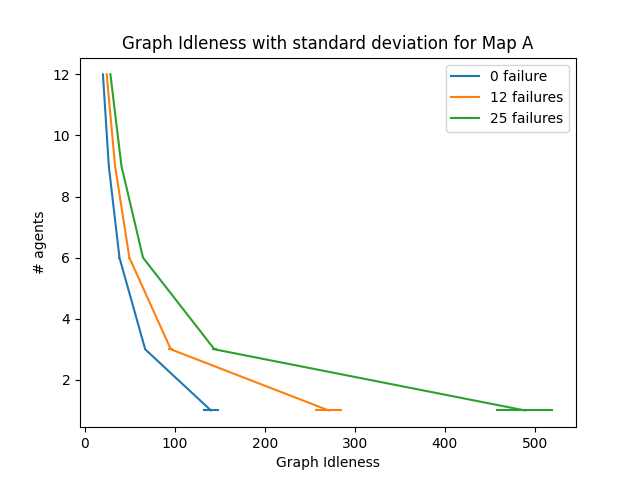 Graph Idleness with standard deviation for Map A
0 failure
12 failures
25 failures
# agents
12
10
8
6
4
2
0
100
200
300
400
500
Graph Idleness